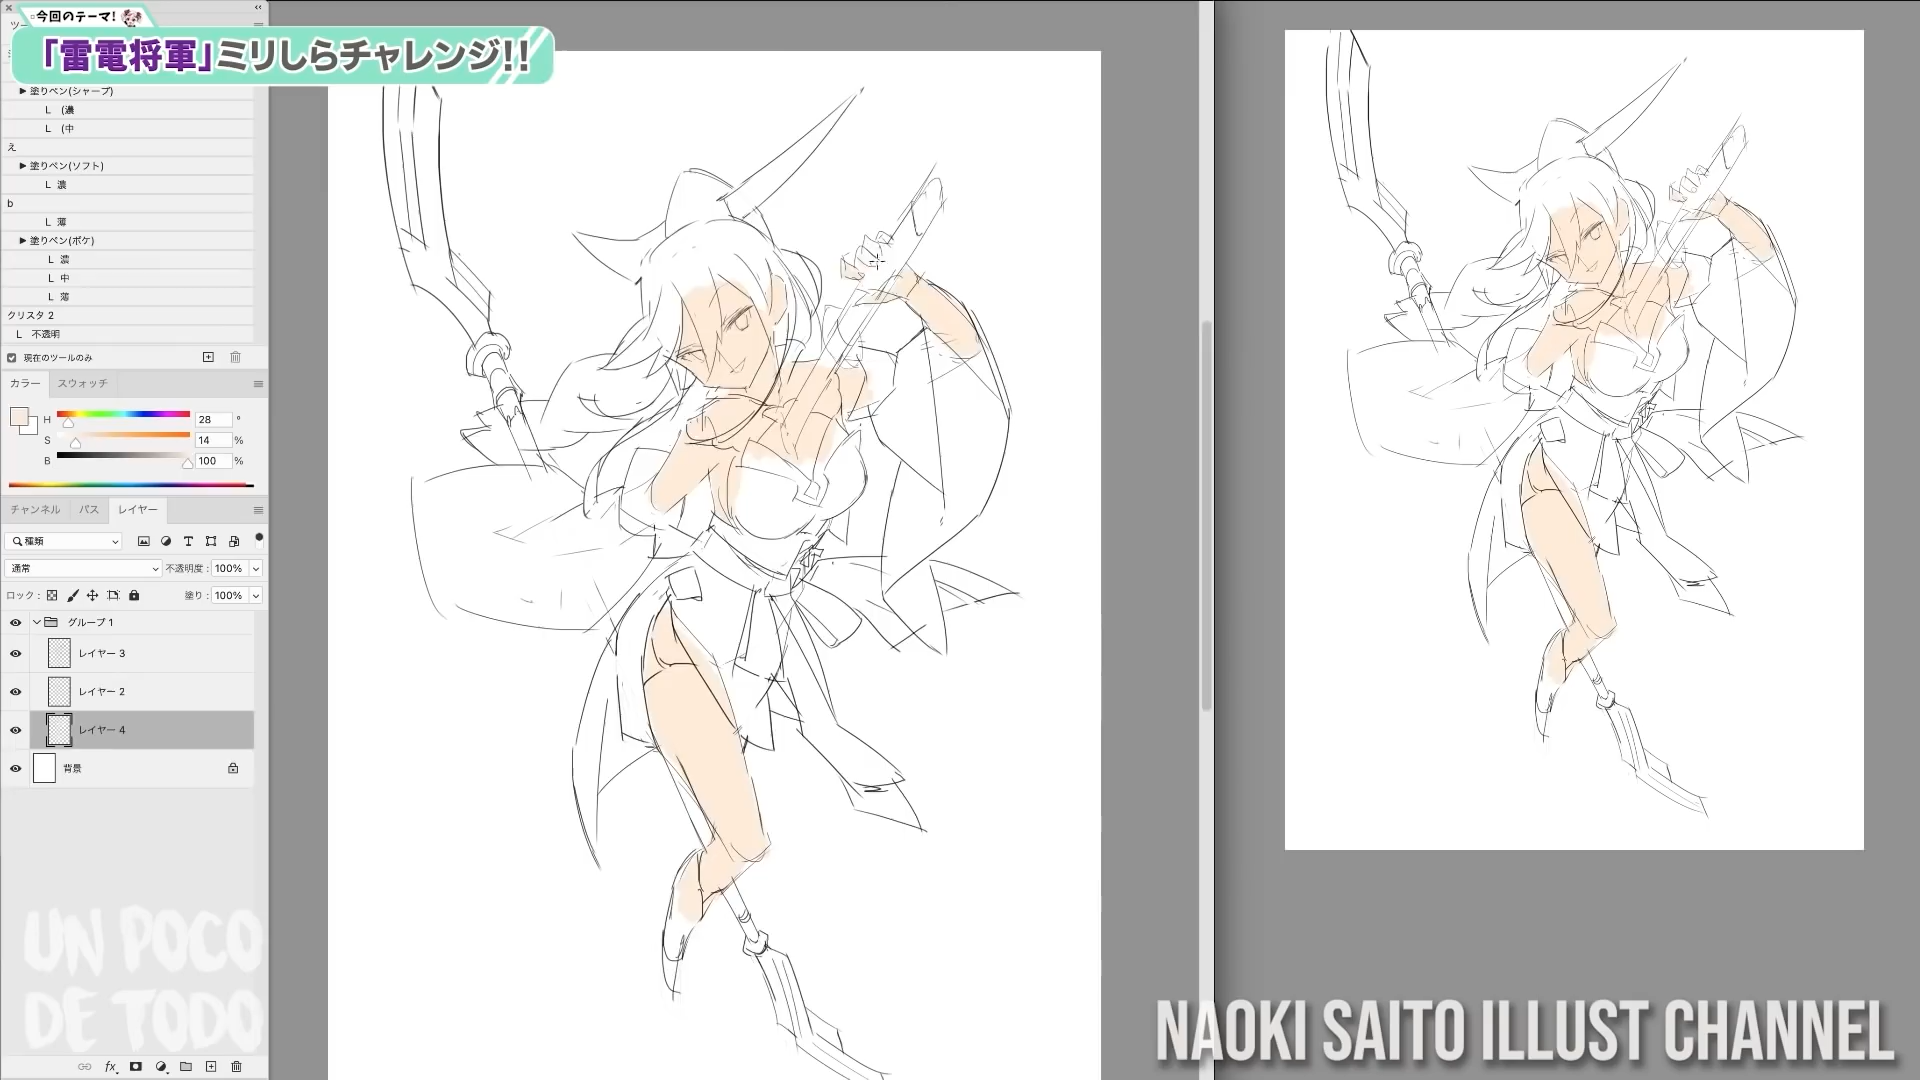 今回のテーマ!
「雷電将軍」ミリしらチャレンジ!!
▶ 塗りペン(シャープ)
L (濃
L (中
え
▶ 塗りペン(ソフト)
L 濃
b
L 薄
▶ 塗りペン(ボケ)
L 濃
L 中
L 薄
クリスタ 2
L 不透明
現在のツールのみ
カラー スウォッチ
H 28 °
S 14 %
B 100 %
チャンネル パス レイヤー
種類
通常 不透明度: 100%
ロック: 塗り: 100%
グループ 1
レイヤー 3
レイヤー 2
レイヤー 4
背景
UN POCO
DE TODO
fx
NAOKI SAITO ILLUST CHANNEL